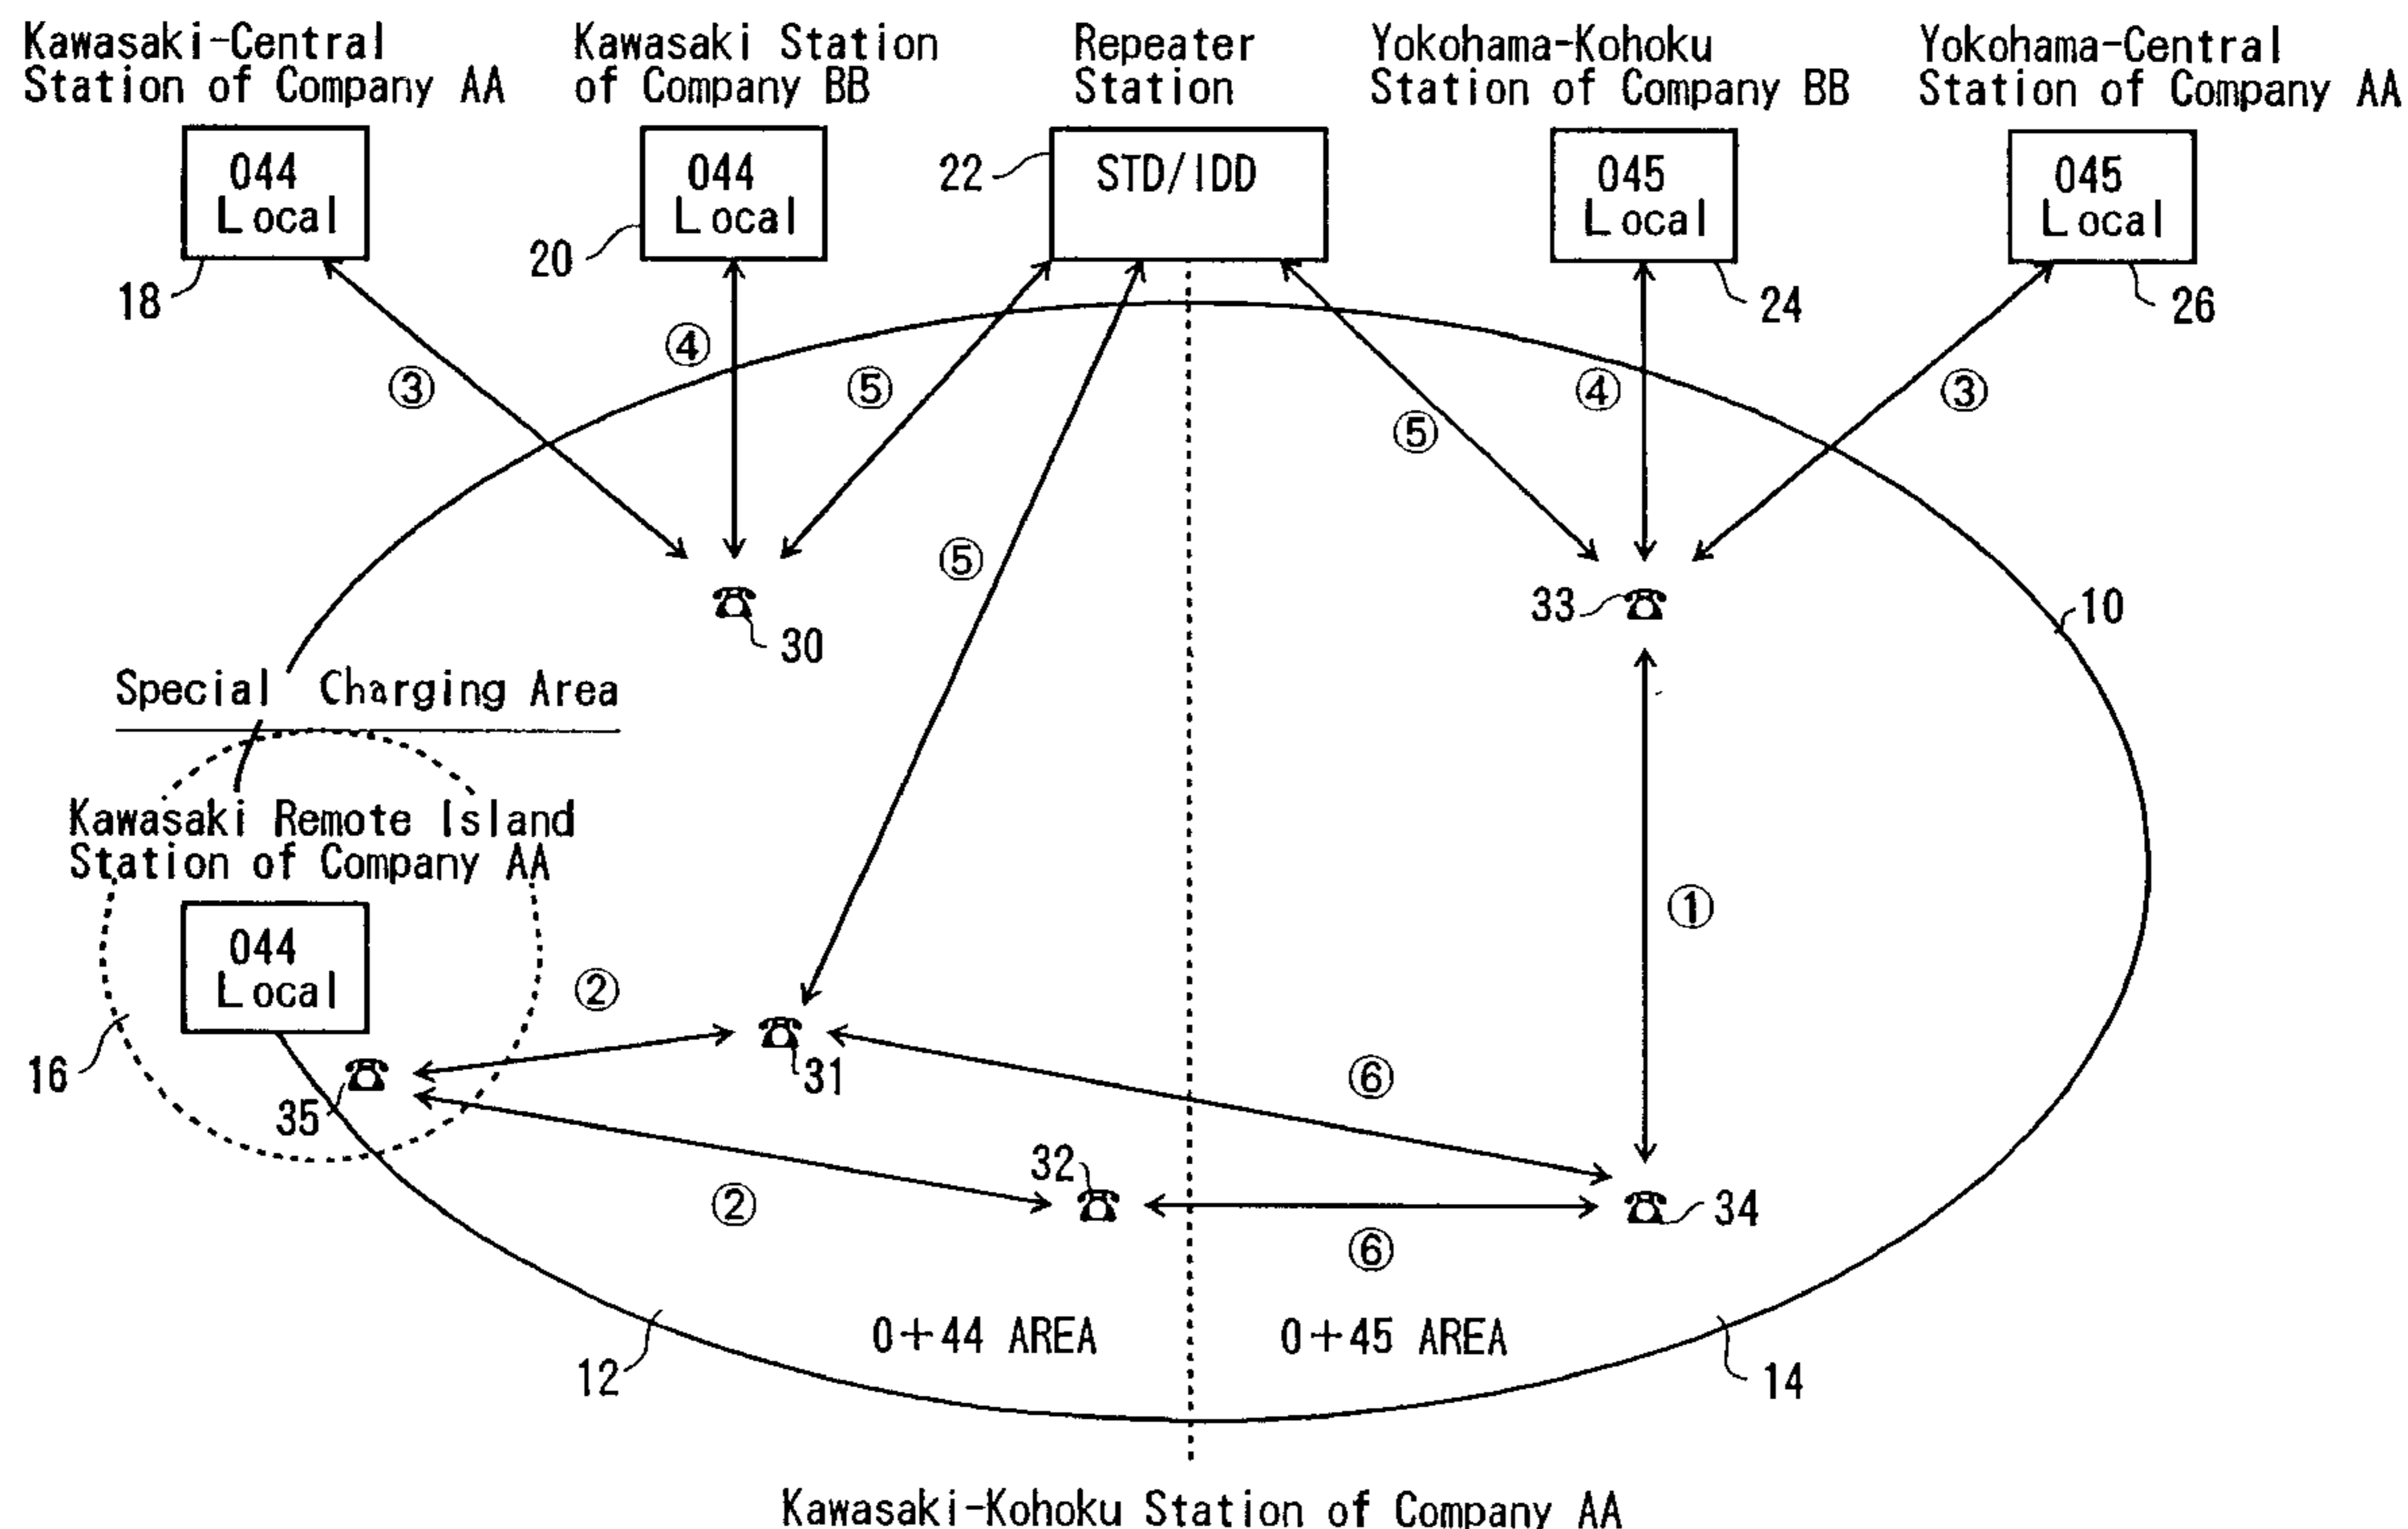 Kawasaki-Central
Station of Company AA
Kawasaki Station
of Company BB
Repeater
Station
Yokohama-Kohoku
Station of Company BB
Yokohama-Central
Station of Company AA
044
Local
18
044
Local
20
STD/IDD
22
045
Local
24
045
Local
26
③
④
⑤
⑤
④
③
⑤
30
33
10
Special Charging Area
Kawasaki Remote Island
Station of Company AA
044
Local
16
35
②
31
①
⑥
②
32
⑥
34
0+44 AREA
0+45 AREA
12
14
Kawasaki-Kohoku Station of Company AA